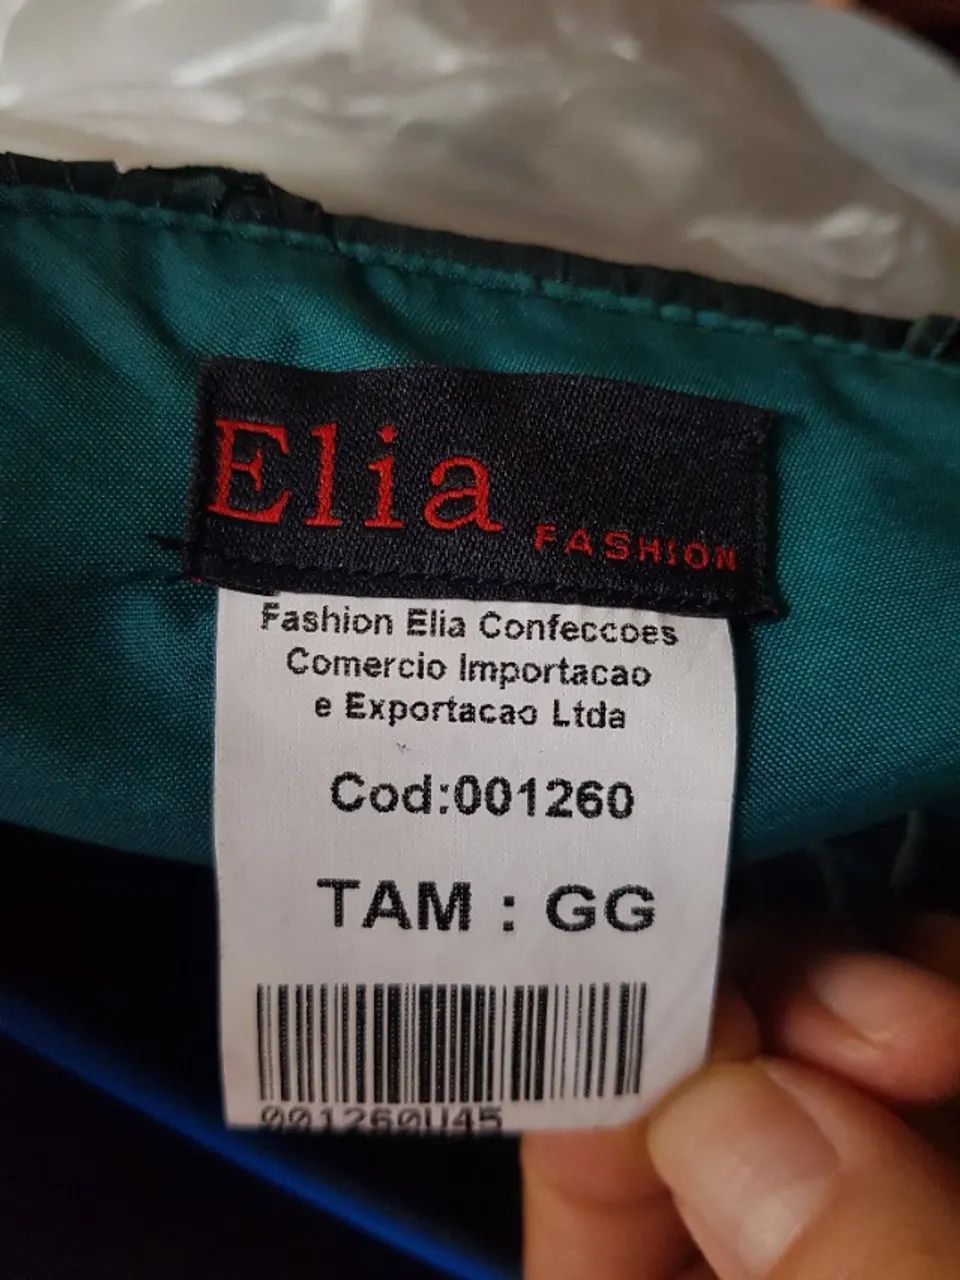 Elia
FASHION
Fashion Elia Confeccoes
Comercio Importacao
e Exportacao Ltda
Cod:001260
TAM : GG
001260U45